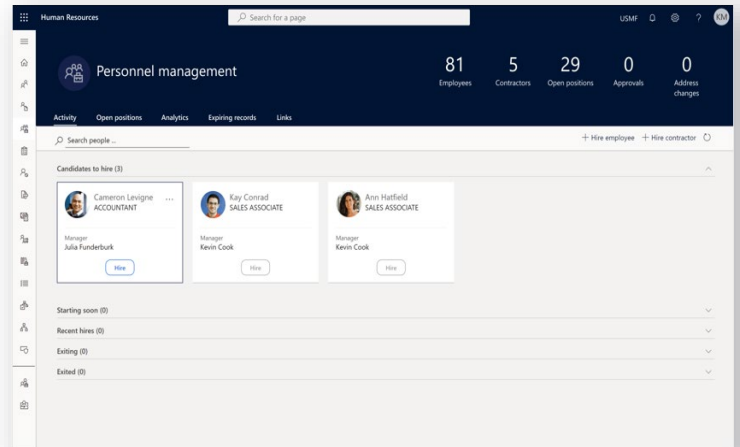 Human Resources
Search for a page
USMF
?
KM
Personnel management
81
Employees
5
Contractors
29
Open positions
0
Approvals
0
Address
changes
Activity
Open positions
Analytics
Expiring records
Links
Search people ...
+ Hire employee
+ Hire contractor
Candidates to hire (3)
Cameron Levigne ...
ACCOUNTANT
Manager
Julia Funderburk
Hire
Kay Conrad
SALES ASSOCIATE
Manager
Kevin Cook
Hire
Ann Hatfield
SALES ASSOCIATE
Manager
Kevin Cook
Hire
Starting soon (0)
Recent hires (0)
Exiting (0)
Exited (0)